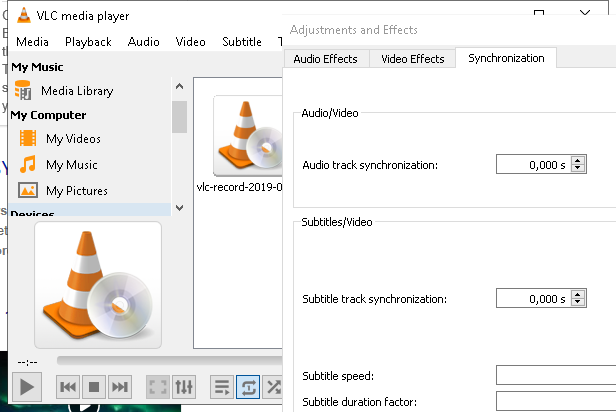 VLC media player
Media Playback Audio Video Subtitle
My Music
Media Library
My Computer
My Videos
My Music
My Pictures
Devices
vlc-record-2019-0
--:--
Adjustments and Effects
Audio Effects Video Effects Synchronization
Audio/Video
Audio track synchronization: 0,000 s
Subtitles/Video
Subtitle track synchronization: 0,000 s
Subtitle speed:
Subtitle duration factor: